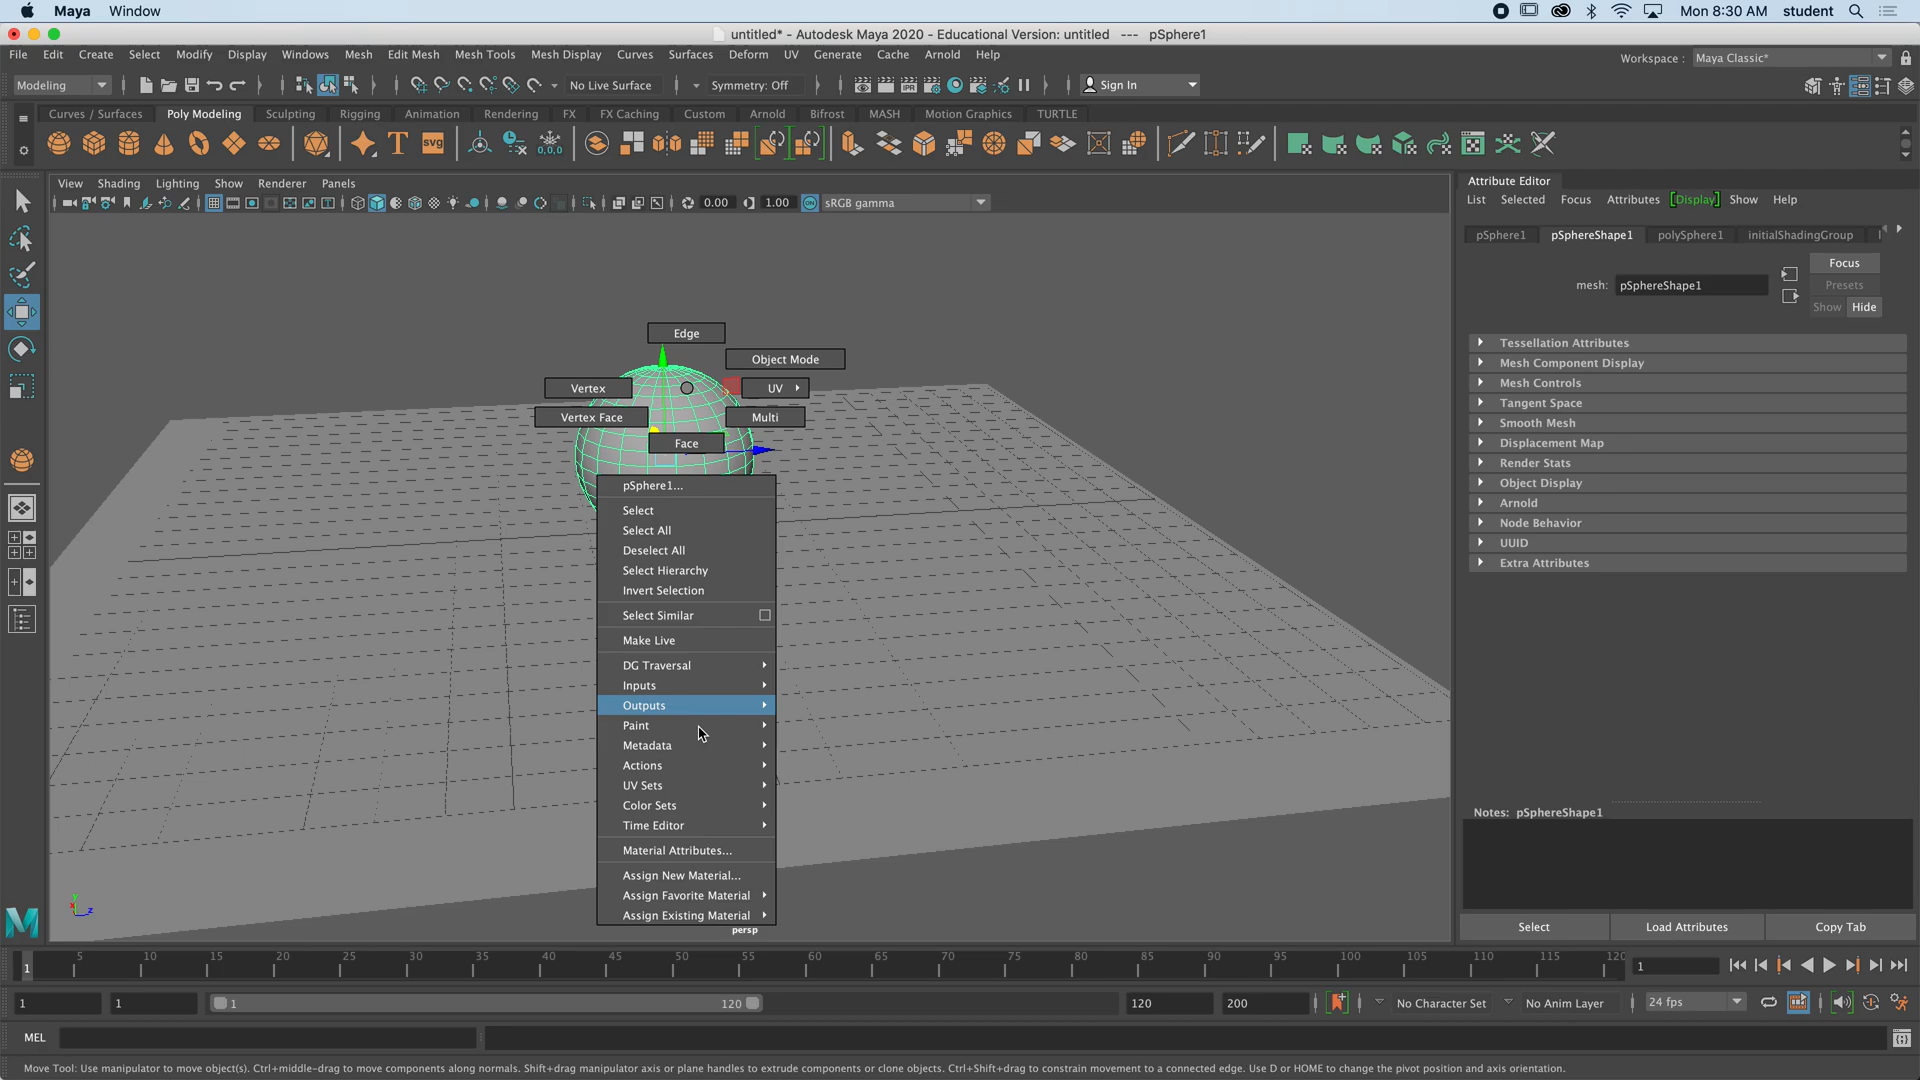 Maya Window Mon 8:30 AM student
untitled* - Autodesk Maya 2020 - Educational Version: untitled --- pSphere1
File Edit Create Select Modify Display Windows Mesh Edit Mesh Mesh Tools Mesh Display Curves Surfaces Deform UV Generate Cache Arnold Help Workspace : Maya Classic*
Modeling No Live Surface Symmetry: Off IPR Sign In
Curves / Surfaces Poly Modeling Sculpting Rigging Animation Rendering FX FX Caching Custom Arnold Bifrost MASH Motion Graphics TURTLE
T SVG 0,0,0
View Shading Lighting Show Renderer Panels
0.00 1.00 ON sRGB gamma
Attribute Editor
List Selected Focus Attributes [Display] Show Help
pSphere1 pSphereShape1 polySphere1 initialShadingGroup
Focus
mesh: pSphereShape1
Presets
Show Hide
Tessellation Attributes
Mesh Component Display
Mesh Controls
Tangent Space
Smooth Mesh
Displacement Map
Render Stats
Object Display
Arnold
Node Behavior
UUID
Extra Attributes
Notes: pSphereShape1
Select Load Attributes Copy Tab
Edge
Object Mode
Vertex UV
Vertex Face Multi
Face
pSphere1...
Select
Select All
Deselect All
Select Hierarchy
Invert Selection
Select Similar
Make Live
DG Traversal
Inputs
Outputs
Paint
Metadata
Actions
UV Sets
Color Sets
Time Editor
Material Attributes...
Assign New Material...
Assign Favorite Material
Assign Existing Material
persp
y x z
M
1 5 10 15 20 25 30 35 40 45 50 55 60 65 70 75 80 85 90 95 100 105 110 115 120 1
1 1 1 120 120 200 No Character Set No Anim Layer 24 fps
MEL
Move Tool: Use manipulator to move object(s). Ctrl+middle-drag to move components along normals. Shift+drag manipulator axis or plane handles to extrude components or clone objects. Ctrl+Shift+drag to constrain movement to a connected edge. Use D or HOME to change the pivot position and axis orientation.